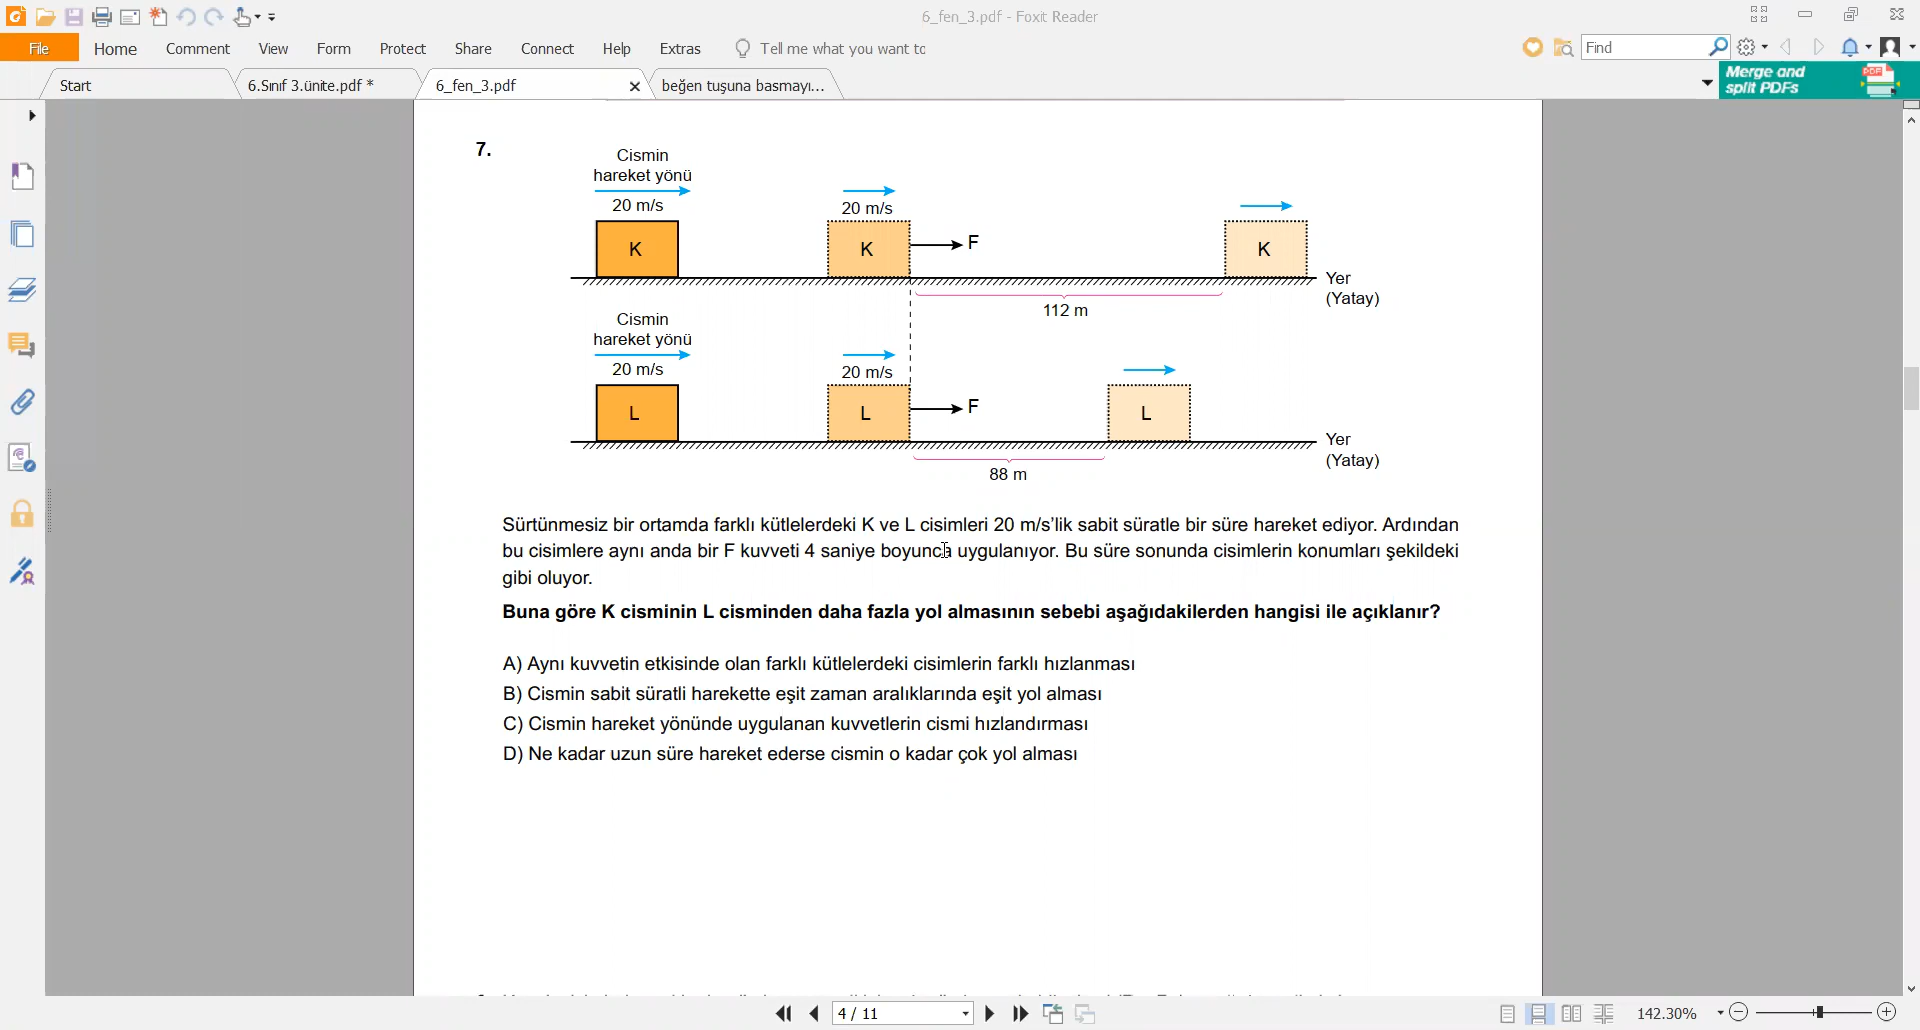 6_fen_3.pdf - Foxit Reader
File Home Comment View Form Protect Share Connect Help Extras Tell me what you want to Find
Start 6.Sınıf 3.ünite.pdf * 6_fen_3.pdf beğen tuşuna basmayı... Merge and split PDFs
PDF
7.
Cismin
hareket yönü
20 m/s
20 m/s
K
K
F
K
Yer
(Yatay)
112 m
Cismin
hareket yönü
20 m/s
20 m/s
L
L
F
L
Yer
(Yatay)
88 m
Sürtünmesiz bir ortamda farklı kütlelerdeki K ve L cisimleri 20 m/s'lik sabit süratle bir süre hareket ediyor. Ardından
bu cisimlere aynı anda bir F kuvveti 4 saniye boyunca uygulanıyor. Bu süre sonunda cisimlerin konumları şekildeki
gibi oluyor.
Buna göre K cisminin L cisminden daha fazla yol almasının sebebi aşağıdakilerden hangisi ile açıklanır?
A) Aynı kuvvetin etkisinde olan farklı kütlelerdeki cisimlerin farklı hızlanması
B) Cismin sabit süratli harekette eşit zaman aralıklarında eşit yol alması
C) Cismin hareket yönünde uygulanan kuvvetlerin cismi hızlandırması
D) Ne kadar uzun süre hareket ederse cismin o kadar çok yol alması
4 / 11
142.30%